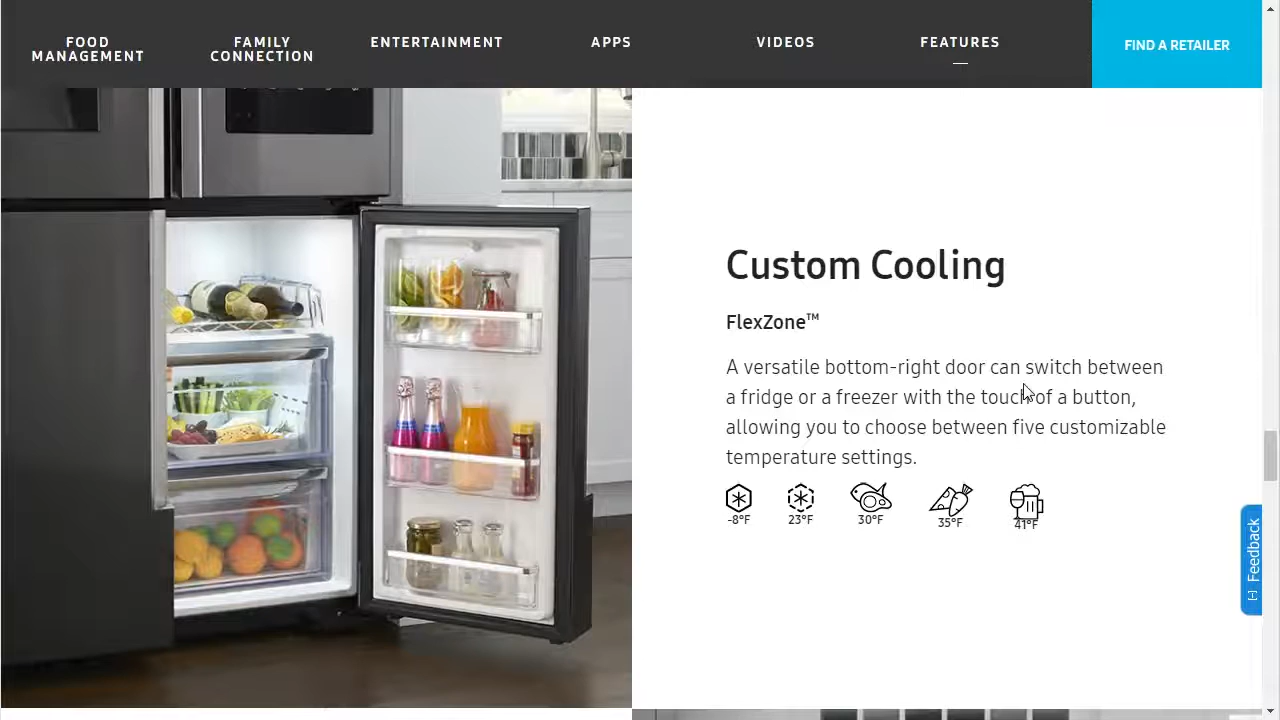 FOOD
MANAGEMENT
FAMILY
CONNECTION
ENTERTAINMENT
APPS
VIDEOS
FEATURES
FIND A RETAILER
Custom Cooling
FlexZone™
A versatile bottom-right door can switch between
a fridge or a freezer with the touch of a button,
allowing you to choose between five customizable
temperature settings.
-8°F
23°F
30°F
35°F
41°F
[-] Feedback